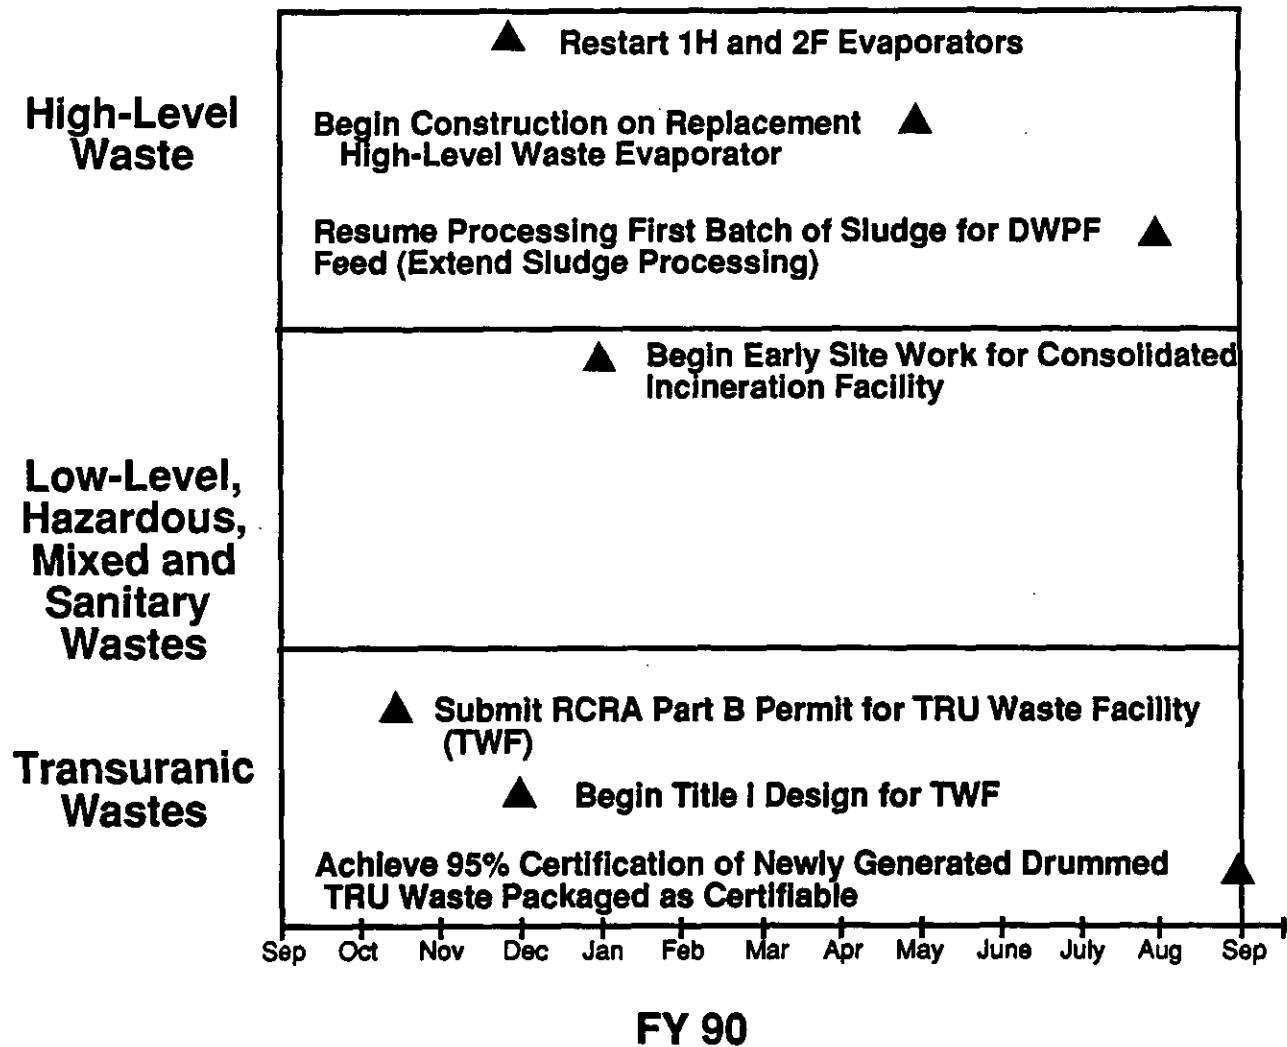 Restart 1H and 2F Evaporators
High-Level
Waste
Begin Construction on Replacement
High-Level Waste Evaporator
Resume Processing First Batch of Sludge for DWPF
Feed (Extend Sludge Processing)
Begin Early Site Work for Consolidated
Incineration Facility
Low-Level,
Hazardous,
Mixed and
Sanitary
Wastes
Submit RCRA Part B Permit for TRU Waste Facility
(TWF)
Transuranic
Wastes
Begin Title I Design for TWF
Achieve 95% Certification of Newly Generated Drummed
TRU Waste Packaged as Certifiable
Sep Oct Nov Dec Jan Feb Mar Apr May June July Aug Sep
FY 90